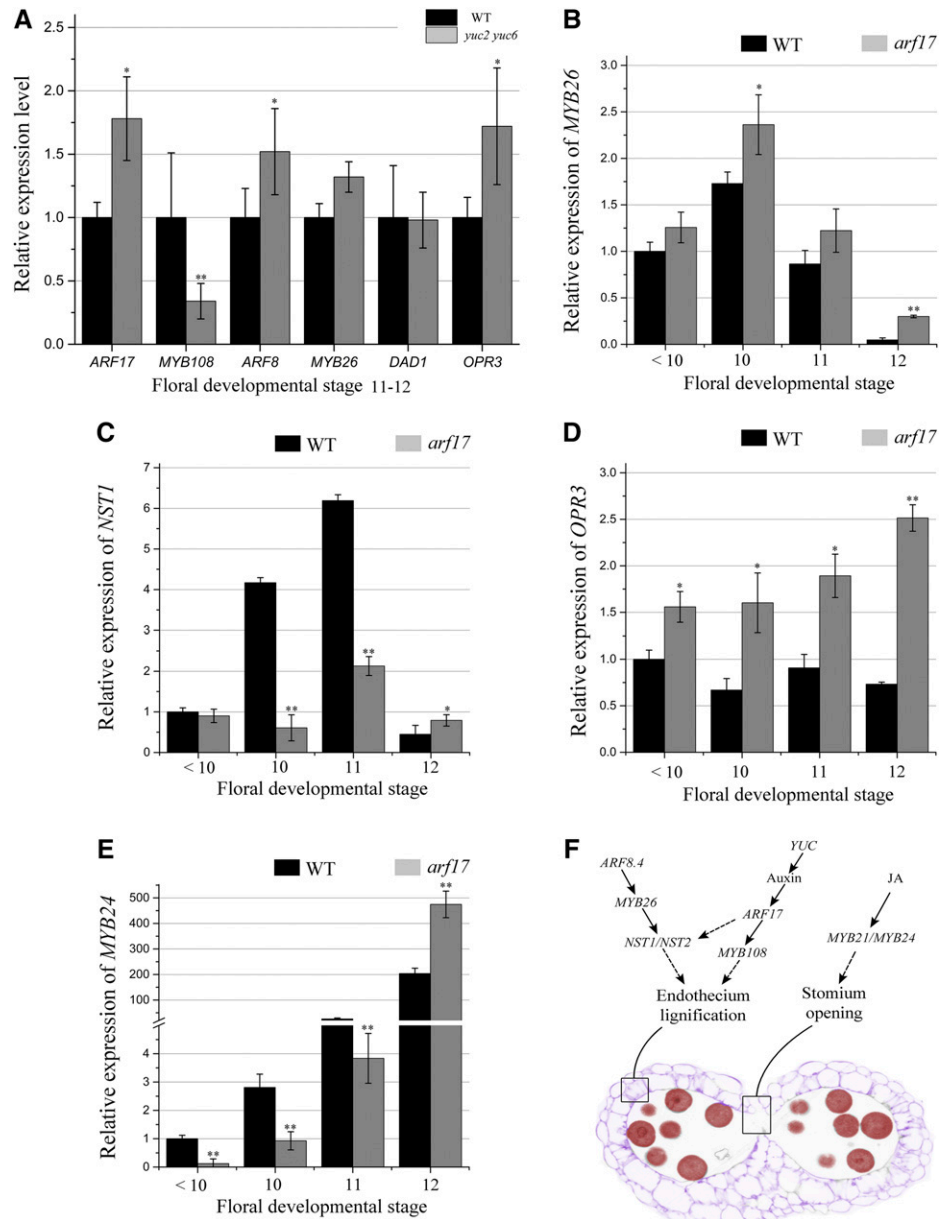 A
WT
yuc2 yuc6
Relative expression level
2.5
2.0
1.5
1.0
0.5
0.0
*
**
*
*
ARF17 MYB108 ARF8 MYB26 DAD1 OPR3
Floral developmental stage 11-12
B
WT arf17
Relative expression of MYB26
3.0
2.5
2.0
1.5
1.0
0.5
0.0
*
**
< 10 10 11 12
Floral developmental stage
C
WT arf17
Relative expression of NST1
7
6
5
4
3
2
1
0
**
**
*
< 10 10 11 12
Floral developmental stage
D
WT arf17
Relative expression of OPR3
3.0
2.5
2.0
1.5
1.0
0.5
0.0
*
*
*
**
< 10 10 11 12
Floral developmental stage
E
WT arf17
Relative expression of MYB24
500
400
300
200
100
4
3
2
1
0
**
**
**
**
< 10 10 11 12
Floral developmental stage
F
YUC
ARF8.4
Auxin
JA
MYB26
ARF17
NST1/NST2
MYB108
MYB21/MYB24
Endothecium
lignification
Stomium
opening